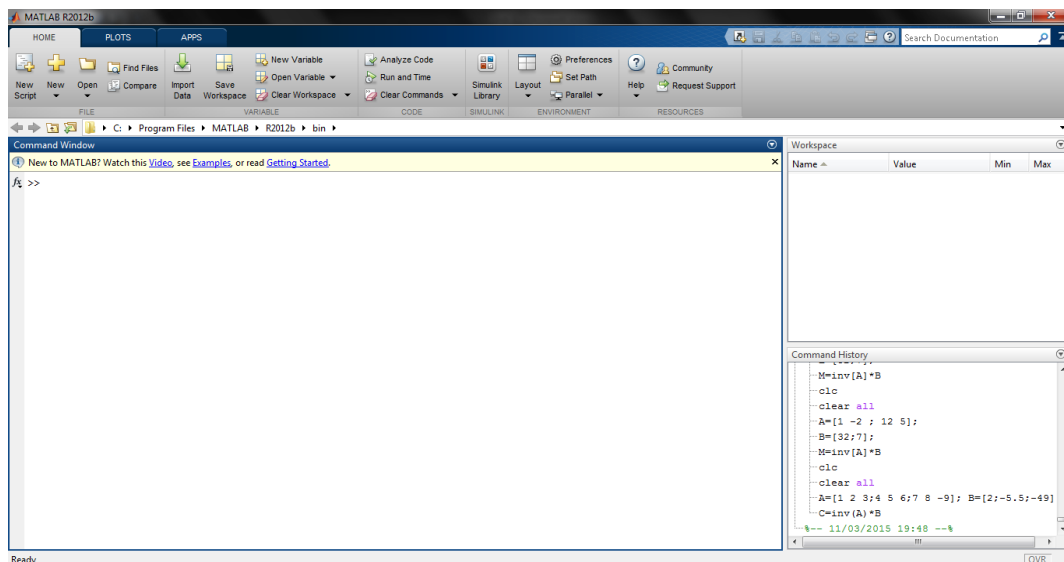 MATLAB R2012b
HOME PLOTS APPS
Search Documentation
New Script
New
Open
Find Files
Compare
Import Data
Save Workspace
New Variable
Open Variable
Clear Workspace
Analyze Code
Run and Time
Clear Commands
Simulink Library
Layout
Preferences
Set Path
Parallel
Help
Community
Request Support
FILE VARIABLE CODE SIMULINK ENVIRONMENT RESOURCES
C: Program Files MATLAB R2012b bin
Command Window
New to MATLAB? Watch this Video, see Examples, or read Getting Started.
fx >>
Workspace
Name Value Min Max
Command History
M=inv[A]*B
clc
clear all
A=[1 -2 ; 12 5];
B=[32;7];
M=inv[A]*B
clc
clear all
A=[1 2 3;4 5 6;7 8 -9]; B=[2;-5.5;-49]
C=inv(A)*B
%-- 11/03/2015 19:48 --%
Ready
OVR